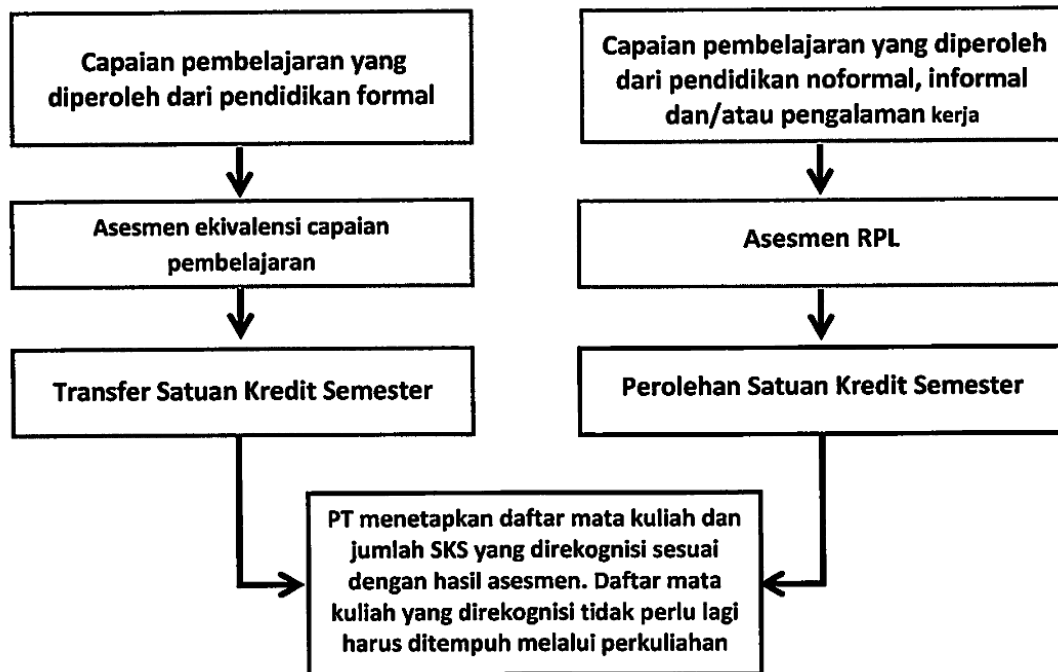 Capaian pembelajaran yang
diperoleh dari pendidikan formal
Asesmen ekivalensi capaian
pembelajaran
Transfer Satuan Kredit Semester
Capaian pembelajaran yang diperoleh
dari pendidikan noformal, informal
dan/atau pengalaman kerja
Asesmen RPL
Perolehan Satuan Kredit Semester
PT menetapkan daftar mata kuliah dan
jumlah SKS yang direkognisi sesuai
dengan hasil asesmen. Daftar mata
kuliah yang direkognisi tidak perlu lagi
harus ditempuh melalui perkuliahan